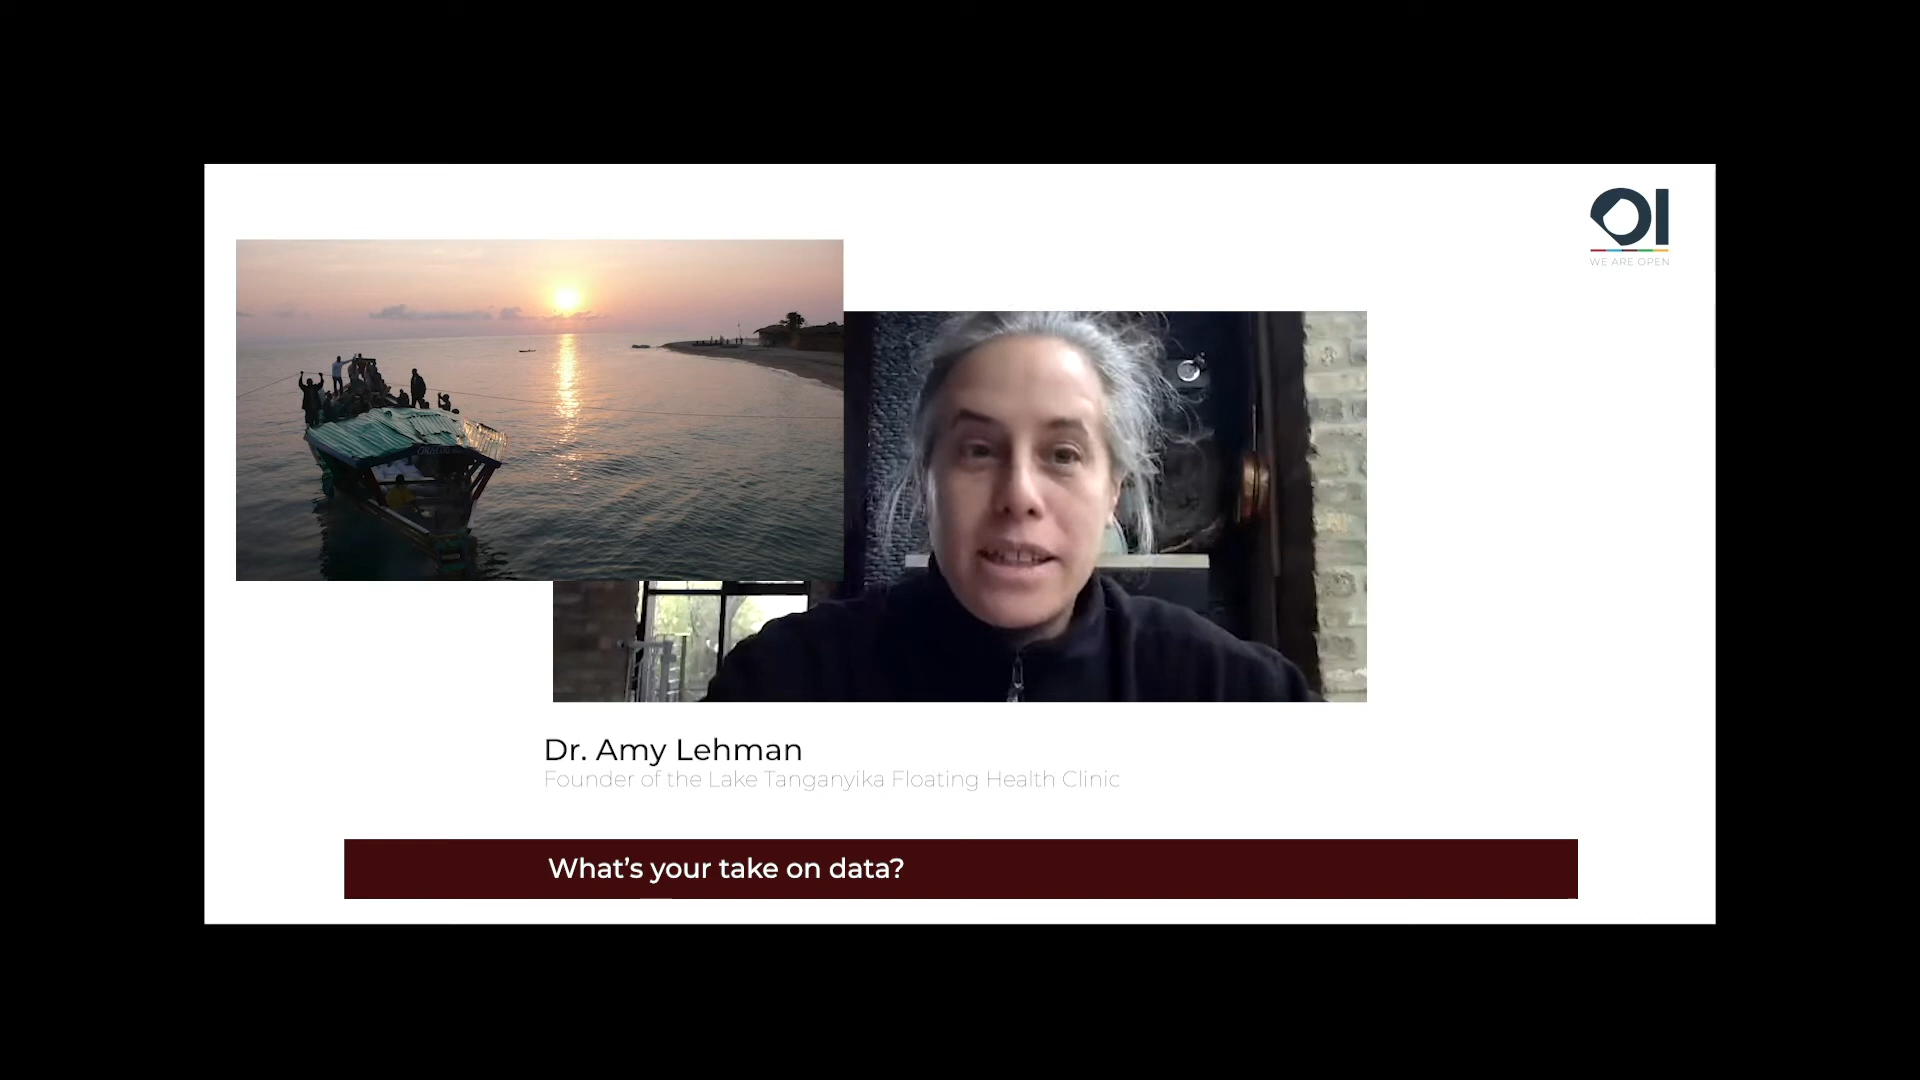 OI
WE ARE OPEN
Dr. Amy Lehman
Founder of the Lake Tanganyika Floating Health Clinic
What's your take on data?